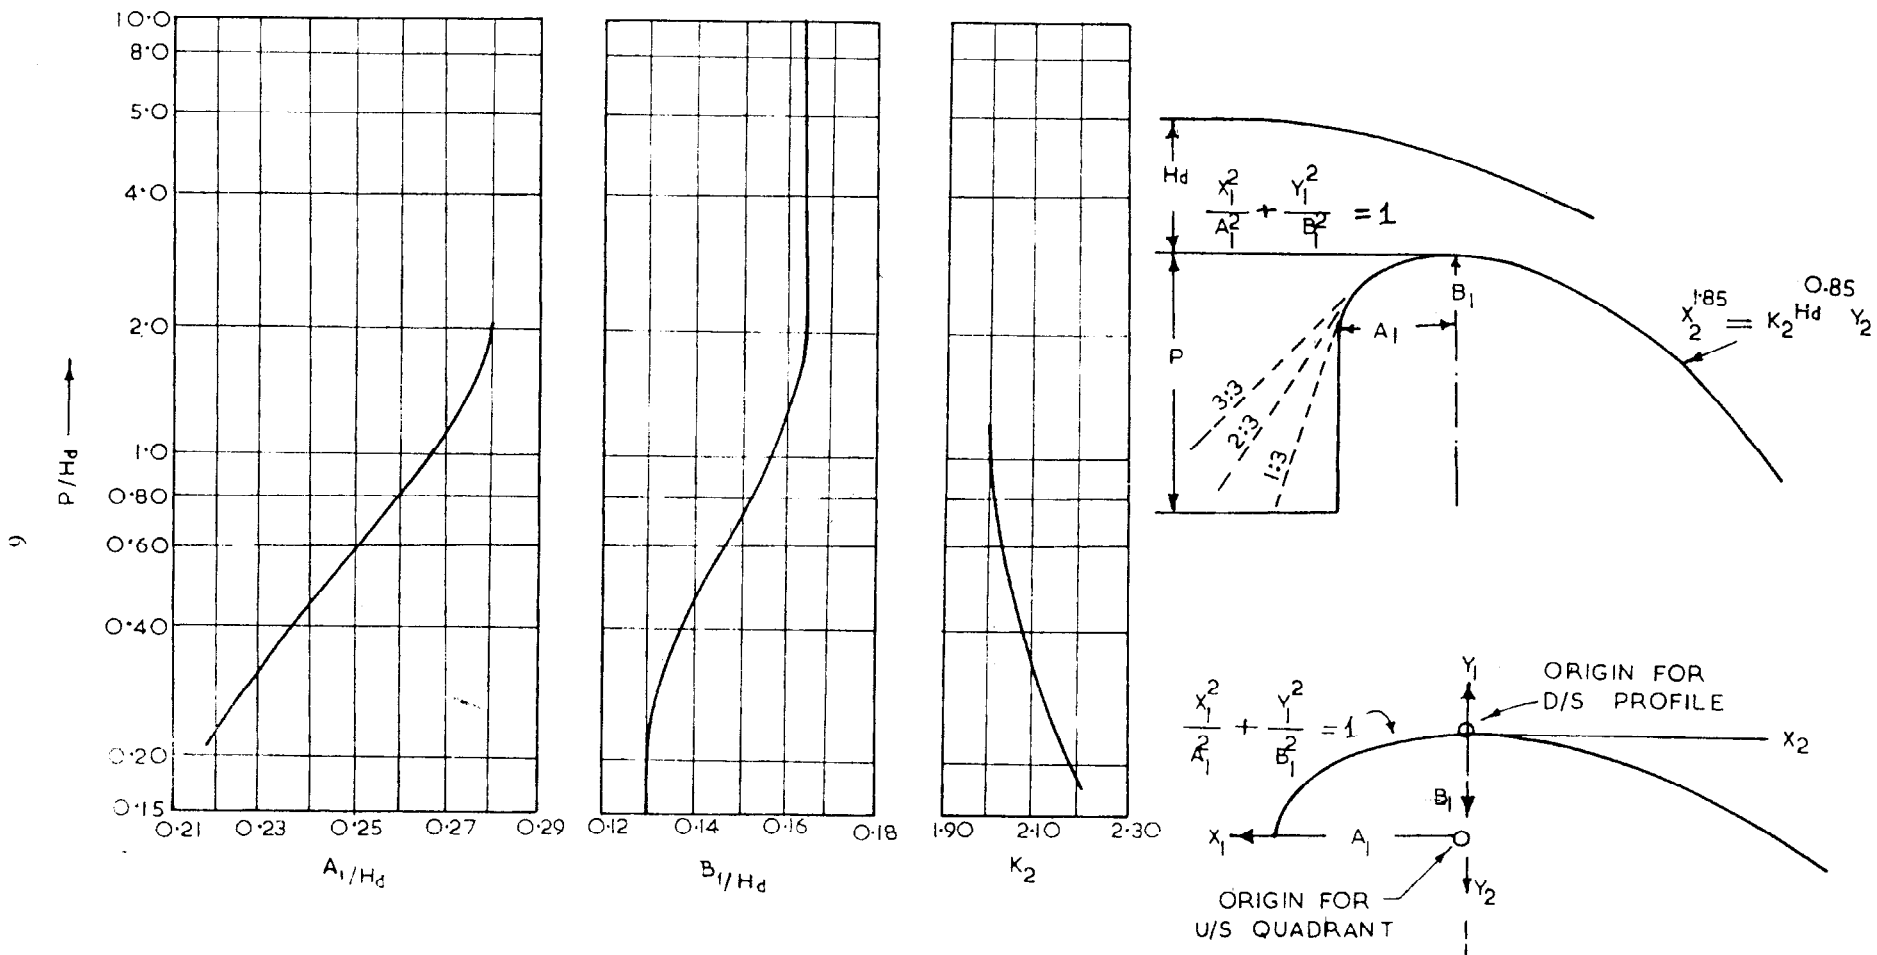 10.0
8.0
5.0
4.0
2.0
1.0
0.80
0.60
0.40
0.20
0.15
P/Hd
6
0.21 0.23 0.25 0.27 0.29
A1/Hd
0.12 0.14 0.16 0.18
B1/Hd
1.90 2.10 2.30
K2
Hd
X1²/A1² + Y1²/B1² = 1
B1
A1
P
3:3
2:3
1:3
X2^1.85 = K2 Hd^0.85 Y2
Y1
ORIGIN FOR
D/S PROFILE
X1²/A1² + Y1²/B1² = 1
X2
B1
X1
A1
Y2
ORIGIN FOR
U/S QUADRANT